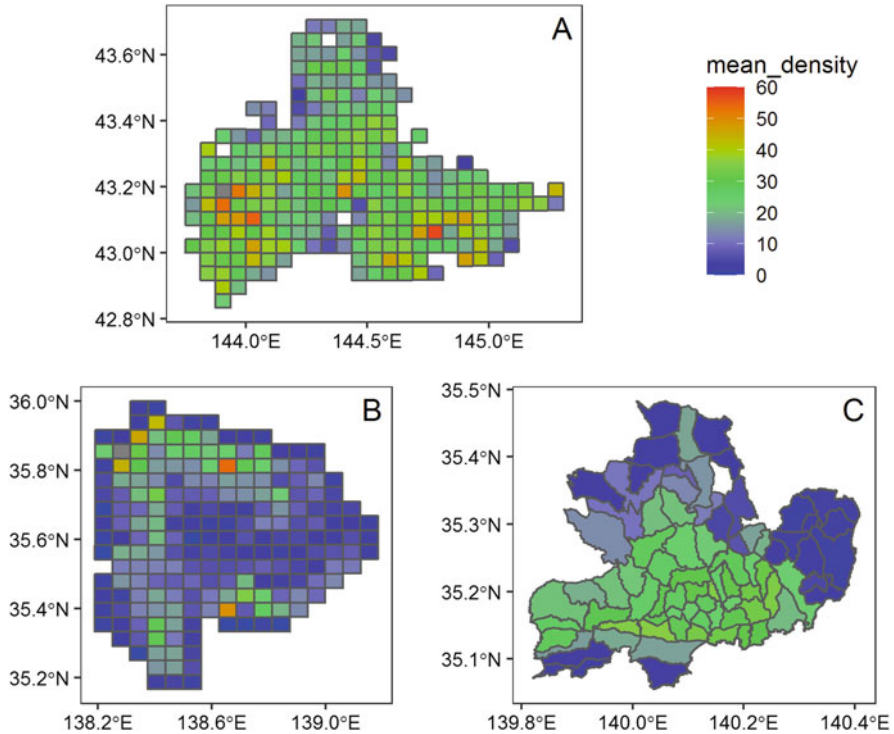 A
43.6°N
43.4°N
43.2°N
43.0°N
42.8°N
144.0°E 144.5°E 145.0°E
mean_density
60
50
40
30
20
10
0
B
36.0°N
35.8°N
35.6°N
35.4°N
35.2°N
138.2°E 138.6°E 139.0°E
C
35.5°N
35.4°N
35.3°N
35.2°N
35.1°N
139.8°E 140.0°E 140.2°E 140.4°E